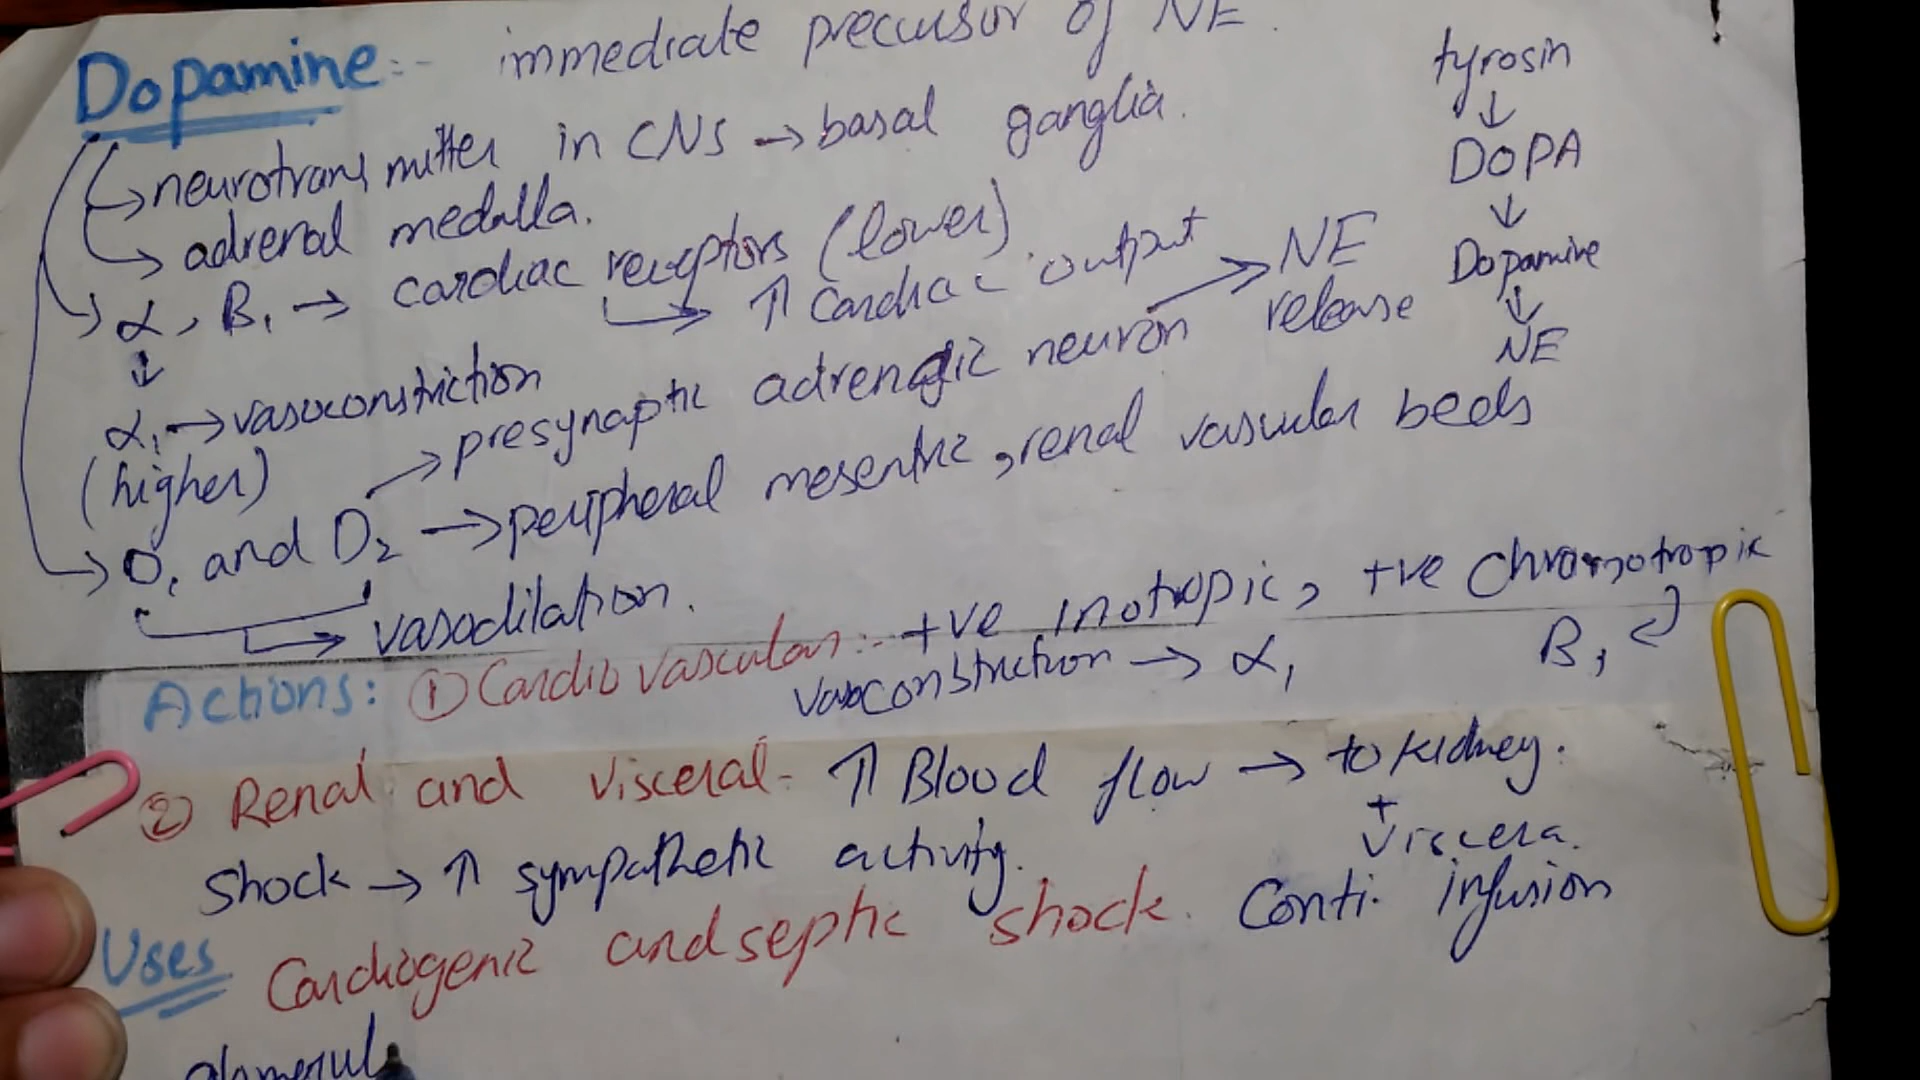 Dopamine:- immediate precursor of NE.
tyrosin
↓
DOPA
↓
Dopamine
↓
NE
↳ neurotransmitter in CNS → basal ganglia.
↳ adrenal medalla.
→ α, B₁ → cardiac receptors (lower)
↳ ↑ Cardiac output
↓
α₁ → vasoconstriction
(higher)
→ presynaptic adrenergic neuron → NE release
→ D₁ and D₂ → peripheral mesentric, renal vascular beds
→ vasodilation.
Actions: ① Cardiovascular:- +ve inotropic, +ve Chronotropic
vasoconstriction → α₁ B₁
② Renal and visceral- ↑ Blood flow → to kidney.
+
viscera.
Shock → ↑ sympathetic activity.
Uses Cardiogenic and septic shock. Conti. infusion